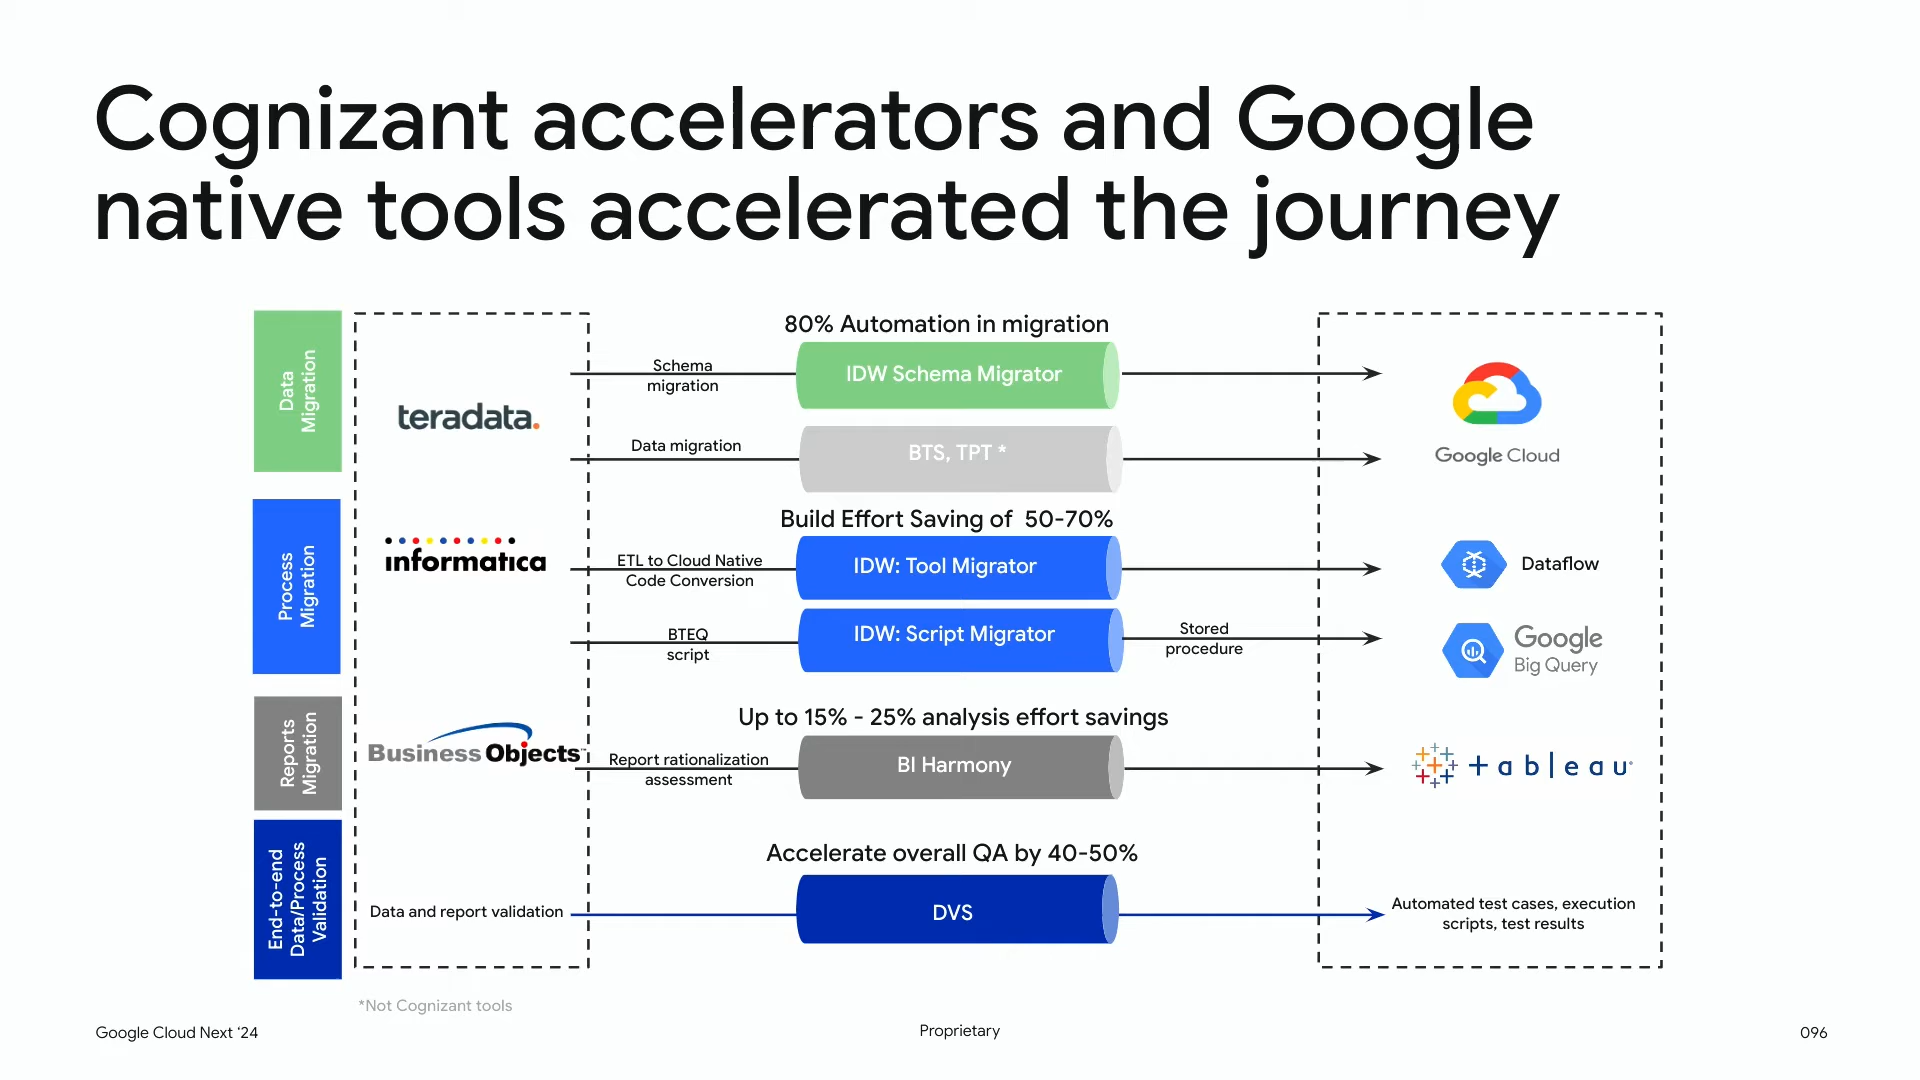 Cognizant accelerators and Google
native tools accelerated the journey
Data
Migration
teradata.
Schema
migration
80% Automation in migration
IDW Schema Migrator
Data migration
BTS, TPT *
Google Cloud
Process
Migration
informatica
Build Effort Saving of 50-70%
ETL to Cloud Native
Code Conversion
IDW: Tool Migrator
Dataflow
BTEQ
script
IDW: Script Migrator
Stored
procedure
Google
Big Query
Reports
Migration
Business Objects
Up to 15% - 25% analysis effort savings
Report rationalization
assessment
BI Harmony
+ableau
End-to-end
Data/Process
Validation
Accelerate overall QA by 40-50%
Data and report validation
DVS
Automated test cases, execution
scripts, test results
*Not Cognizant tools
Google Cloud Next ‘24
Proprietary
096